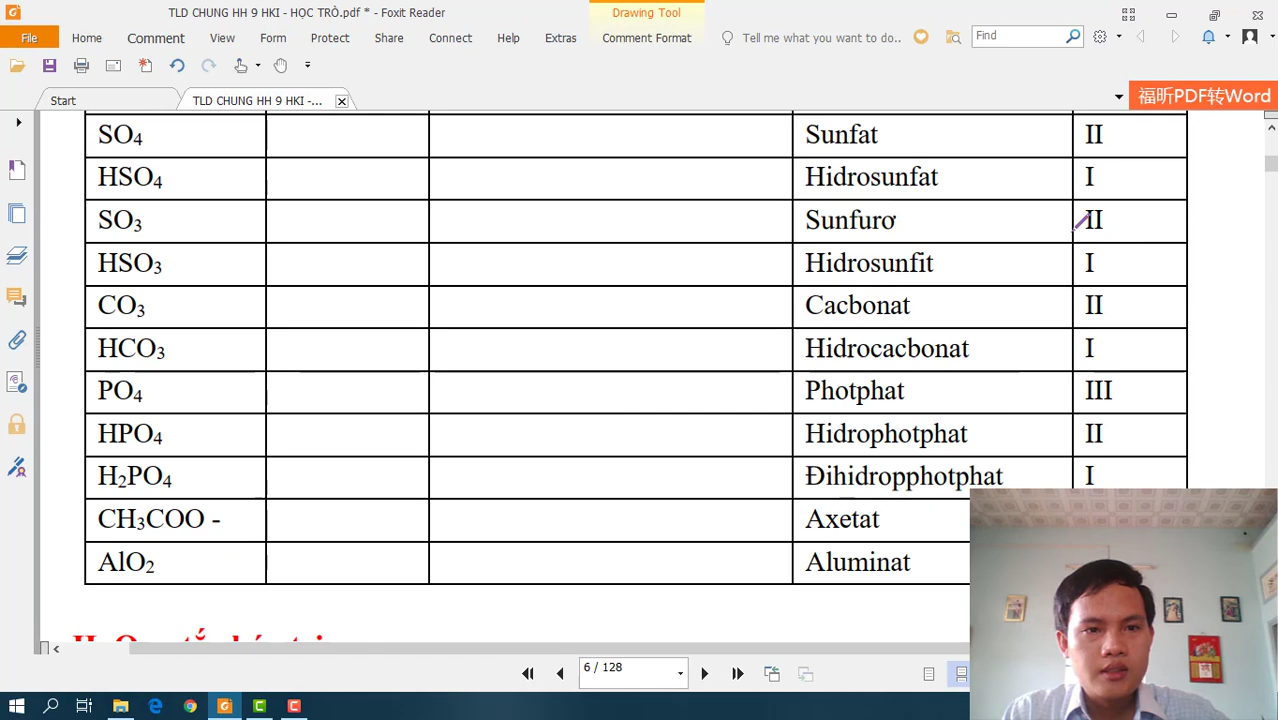 TLD CHUNG HH 9 HKI - HỌC TRÒ.pdf * - Foxit Reader
Drawing Tool
File Home Comment View Form Protect Share Connect Help Extras Comment Format Tell me what you want to do.. Find
Start TLD CHUNG HH 9 HKI -... 福昕PDF转Word
SO₄ Sunfat II
HSO₄ Hidrosunfat I
SO₃ Sunfurơ II
HSO₃ Hidrosunfit I
CO₃ Cacbonat II
HCO₃ Hidrocacbonat I
PO₄ Photphat III
HPO₄ Hidrophotphat II
H₂PO₄ Đihidropphotphat I
CH₃COO - Axetat
AlO₂ Aluminat
6 / 128